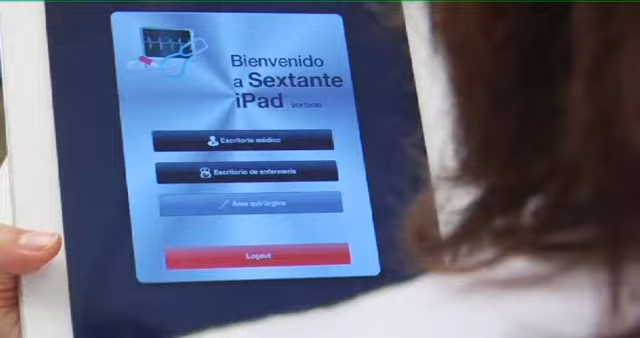 Bienvenido
a Sextante
iPad
Escritorio médico
Escritorio de enfermería
Área quirúrgica
Logout